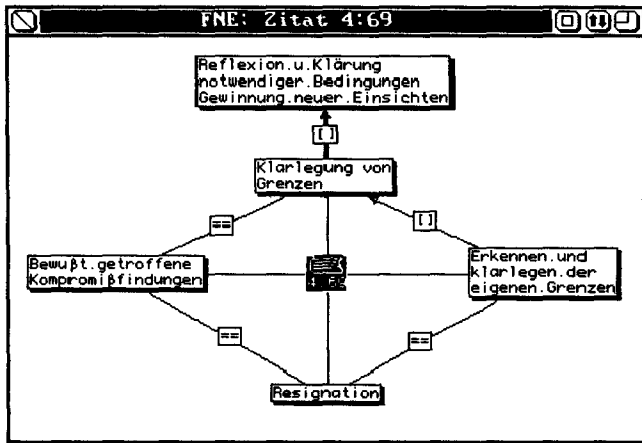 FNE: Zitat 4:69
Reflexion.u.Klärung
notwendiger.Bedingungen
Gewinnung.neuer.Einsichten
[]
Klarlegung von
Grenzen
==
[]
Bewußt.getroffene
Kompromißfindungen
Erkennen.und
klarlegen.der
eigenen.Grenzen
==
==
Resignation